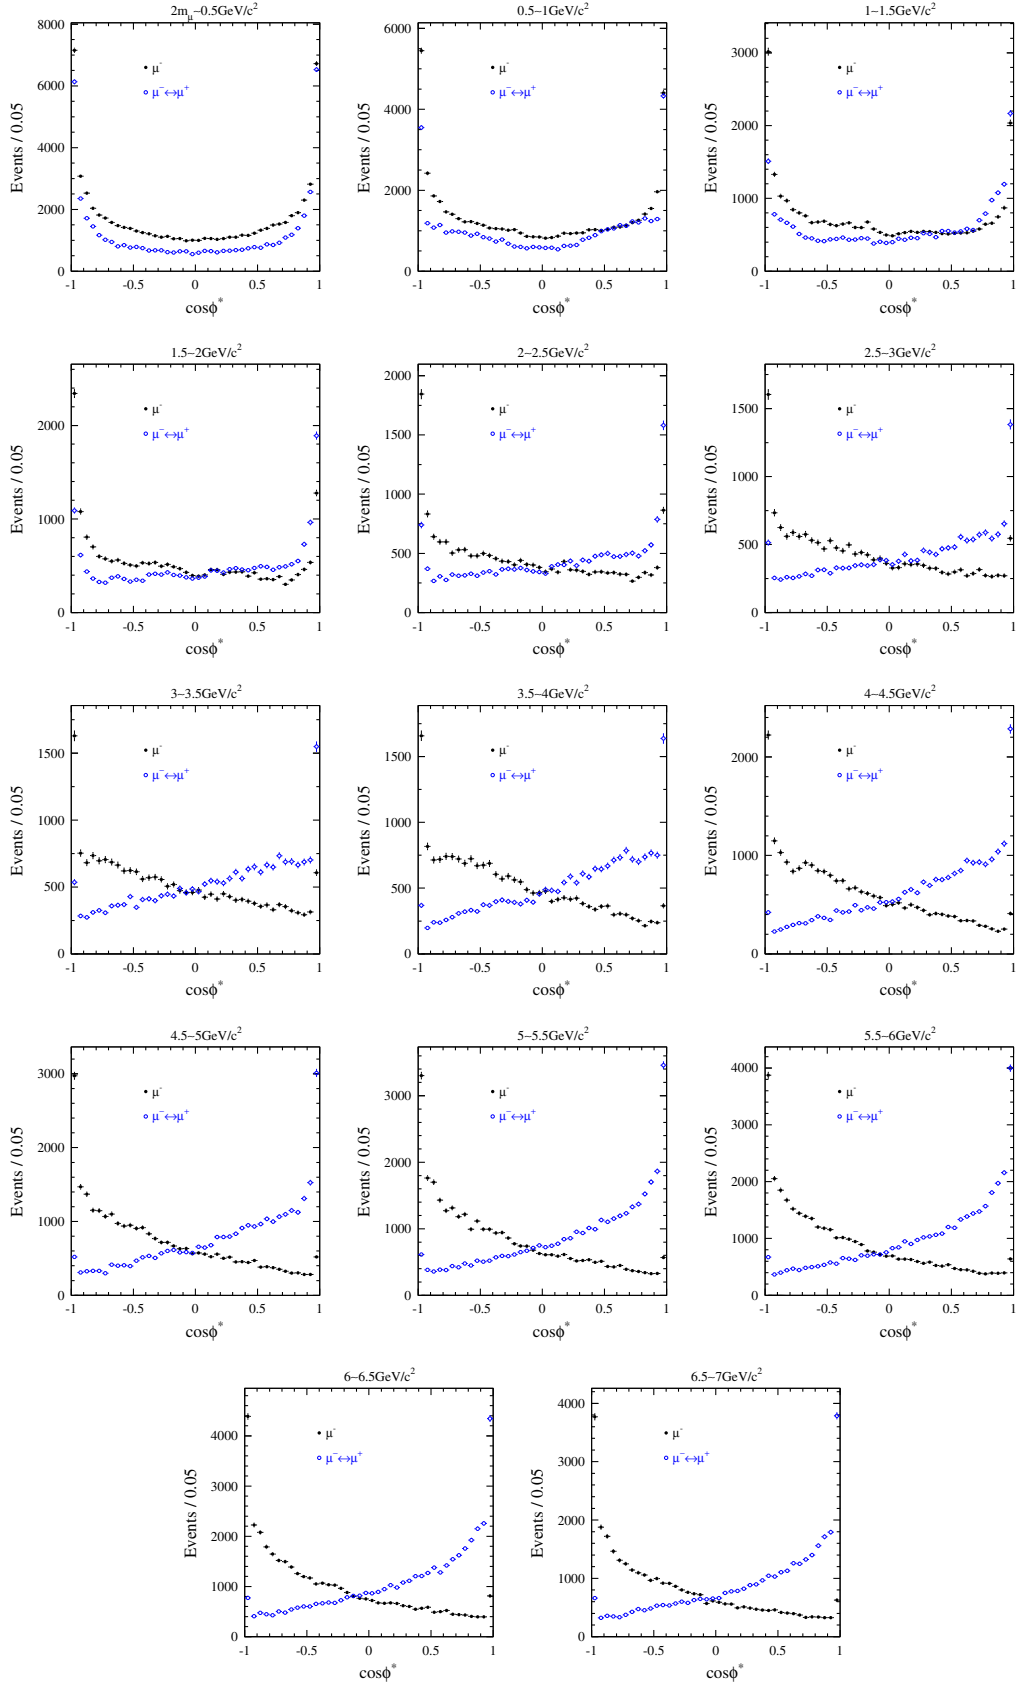 2mμ−0.5GeV/c²
Events / 0.05
8000
6000
4000
2000
0
μ⁻
μ⁻↔μ⁺
-1 -0.5 0 0.5 1
cosϕ*
0.5−1GeV/c²
Events / 0.05
6000
4000
2000
0
μ⁻
μ⁻↔μ⁺
-1 -0.5 0 0.5 1
cosϕ*
1−1.5GeV/c²
Events / 0.05
3000
2000
1000
0
μ⁻
μ⁻↔μ⁺
-1 -0.5 0 0.5 1
cosϕ*
1.5−2GeV/c²
Events / 0.05
2000
1000
0
μ⁻
μ⁻↔μ⁺
-1 -0.5 0 0.5 1
cosϕ*
2−2.5GeV/c²
Events / 0.05
2000
1500
1000
500
0
μ⁻
μ⁻↔μ⁺
-1 -0.5 0 0.5 1
cosϕ*
2.5−3GeV/c²
Events / 0.05
1500
1000
500
0
μ⁻
μ⁻↔μ⁺
-1 -0.5 0 0.5 1
cosϕ*
3−3.5GeV/c²
Events / 0.05
1500
1000
500
0
μ⁻
μ⁻↔μ⁺
-1 -0.5 0 0.5 1
cosϕ*
3.5−4GeV/c²
Events / 0.05
1500
1000
500
0
μ⁻
μ⁻↔μ⁺
-1 -0.5 0 0.5 1
cosϕ*
4−4.5GeV/c²
Events / 0.05
2000
1000
0
μ⁻
μ⁻↔μ⁺
-1 -0.5 0 0.5 1
cosϕ*
4.5−5GeV/c²
Events / 0.05
3000
2000
1000
0
μ⁻
μ⁻↔μ⁺
-1 -0.5 0 0.5 1
cosϕ*
5−5.5GeV/c²
Events / 0.05
3000
2000
1000
0
μ⁻
μ⁻↔μ⁺
-1 -0.5 0 0.5 1
cosϕ*
5.5−6GeV/c²
Events / 0.05
4000
3000
2000
1000
0
μ⁻
μ⁻↔μ⁺
-1 -0.5 0 0.5 1
cosϕ*
6−6.5GeV/c²
Events / 0.05
4000
3000
2000
1000
0
μ⁻
μ⁻↔μ⁺
-1 -0.5 0 0.5 1
cosϕ*
6.5−7GeV/c²
Events / 0.05
4000
3000
2000
1000
0
μ⁻
μ⁻↔μ⁺
-1 -0.5 0 0.5 1
cosϕ*